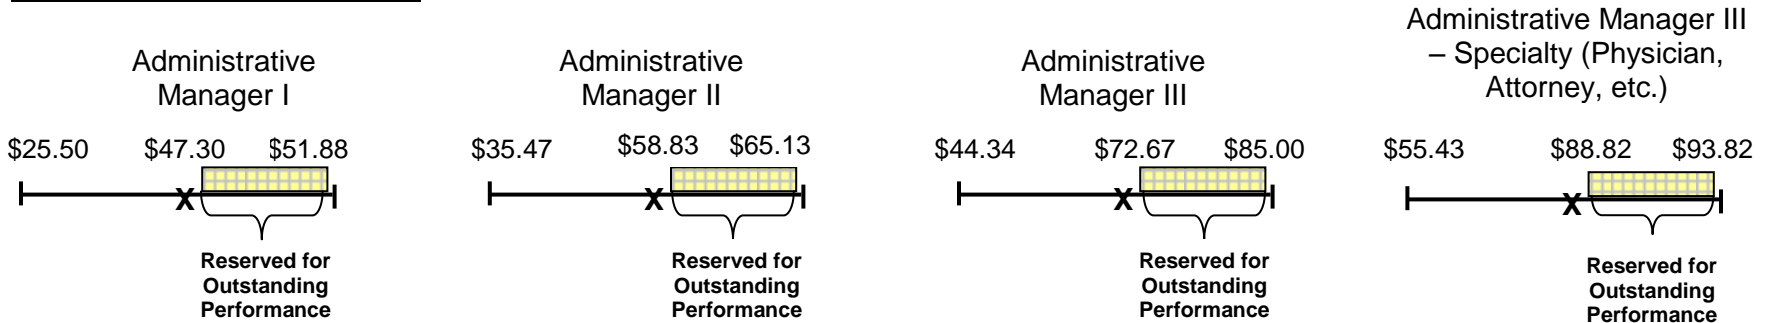 Administrative
Manager I
$25.50 $47.30 $51.88
X
Reserved for
Outstanding
Performance
Administrative
Manager II
$35.47 $58.83 $65.13
X
Reserved for
Outstanding
Performance
Administrative
Manager III
$44.34 $72.67 $85.00
X
Reserved for
Outstanding
Performance
Administrative Manager III
– Specialty (Physician,
Attorney, etc.)
$55.43 $88.82 $93.82
X
Reserved for
Outstanding
Performance